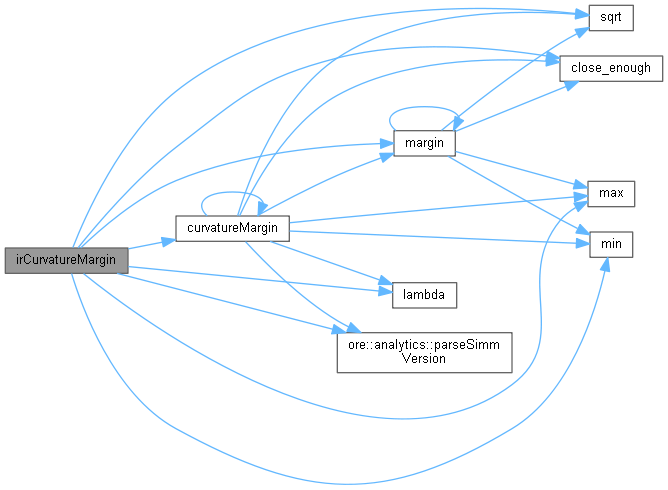 sqrt
close_enough
margin
max
curvatureMargin
min
irCurvatureMargin
lambda
ore::analytics::parseSimm
Version